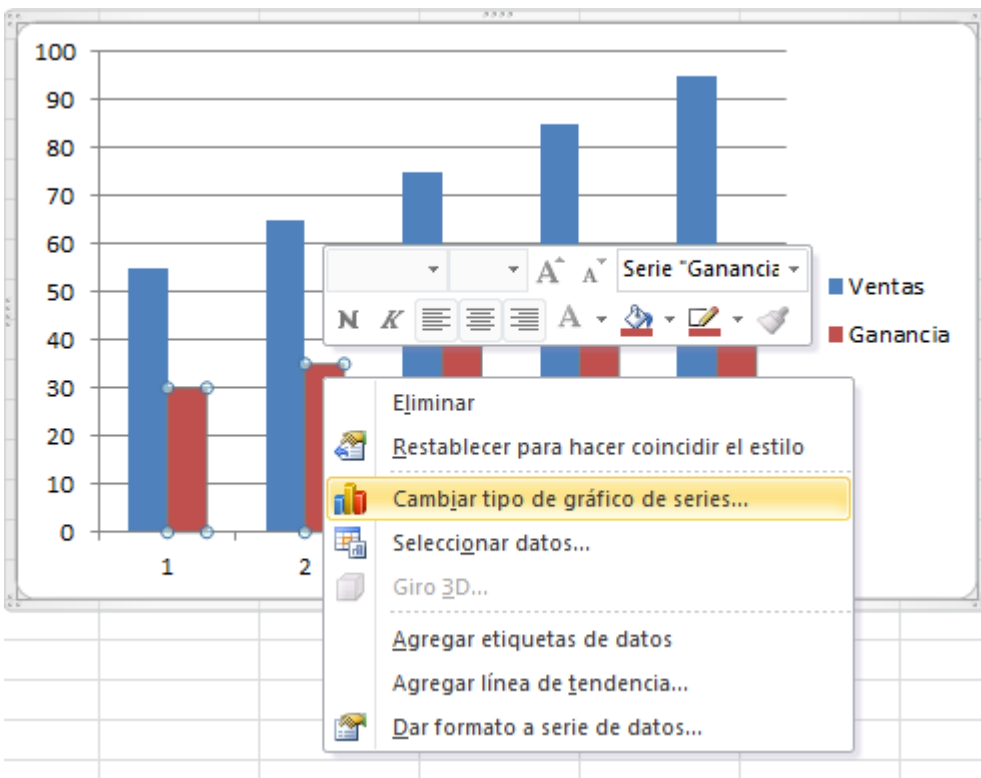 100
90
80
70
60
50
40
30
20
10
0
1
2
Ventas
Ganancia
A A Serie "Ganancia
N K A
Eliminar
Restablecer para hacer coincidir el estilo
Cambiar tipo de gráfico de series...
Seleccionar datos...
Giro 3D...
Agregar etiquetas de datos
Agregar línea de tendencia...
Dar formato a serie de datos...